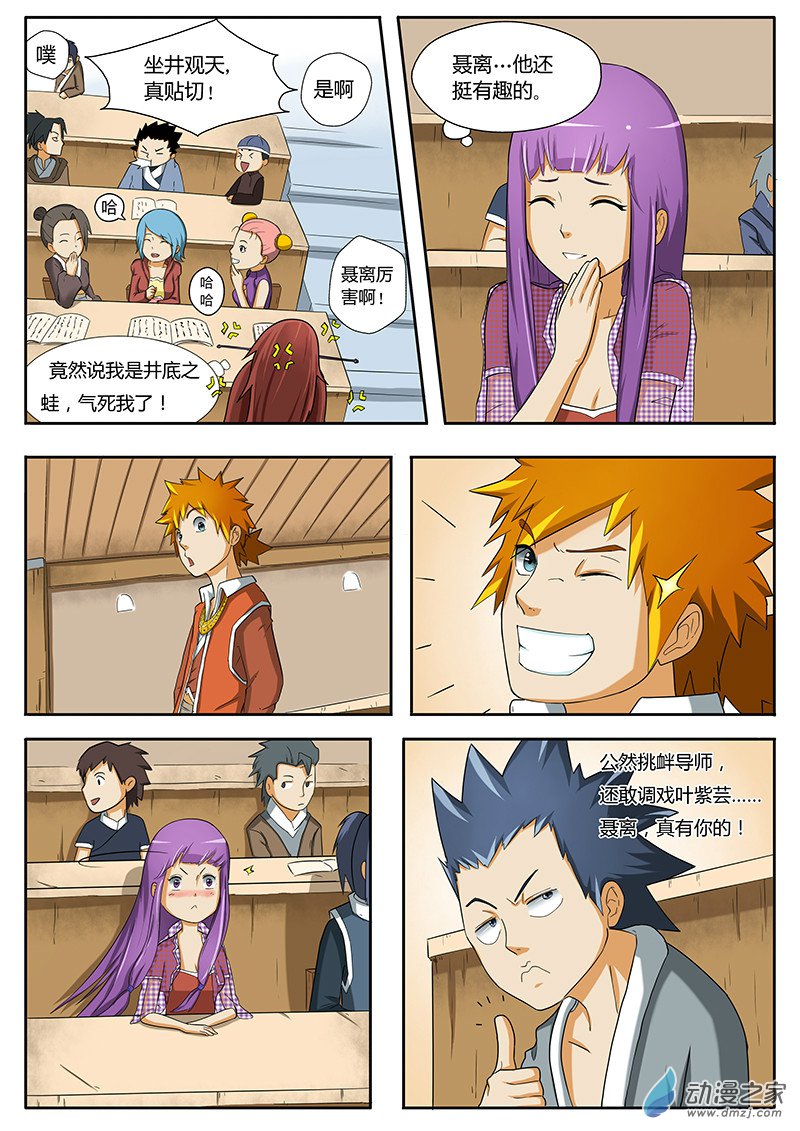 噗
坐井观天,
真贴切！
是啊
哈
哈
哈
聂离厉
害啊！
竟然说我是井底之
蛙，气死我了！
聂离…他还
挺有趣的。
公然挑衅导师，
还敢调戏叶紫芸……
聂离，真有你的！
动漫之家
www.dmzj.com